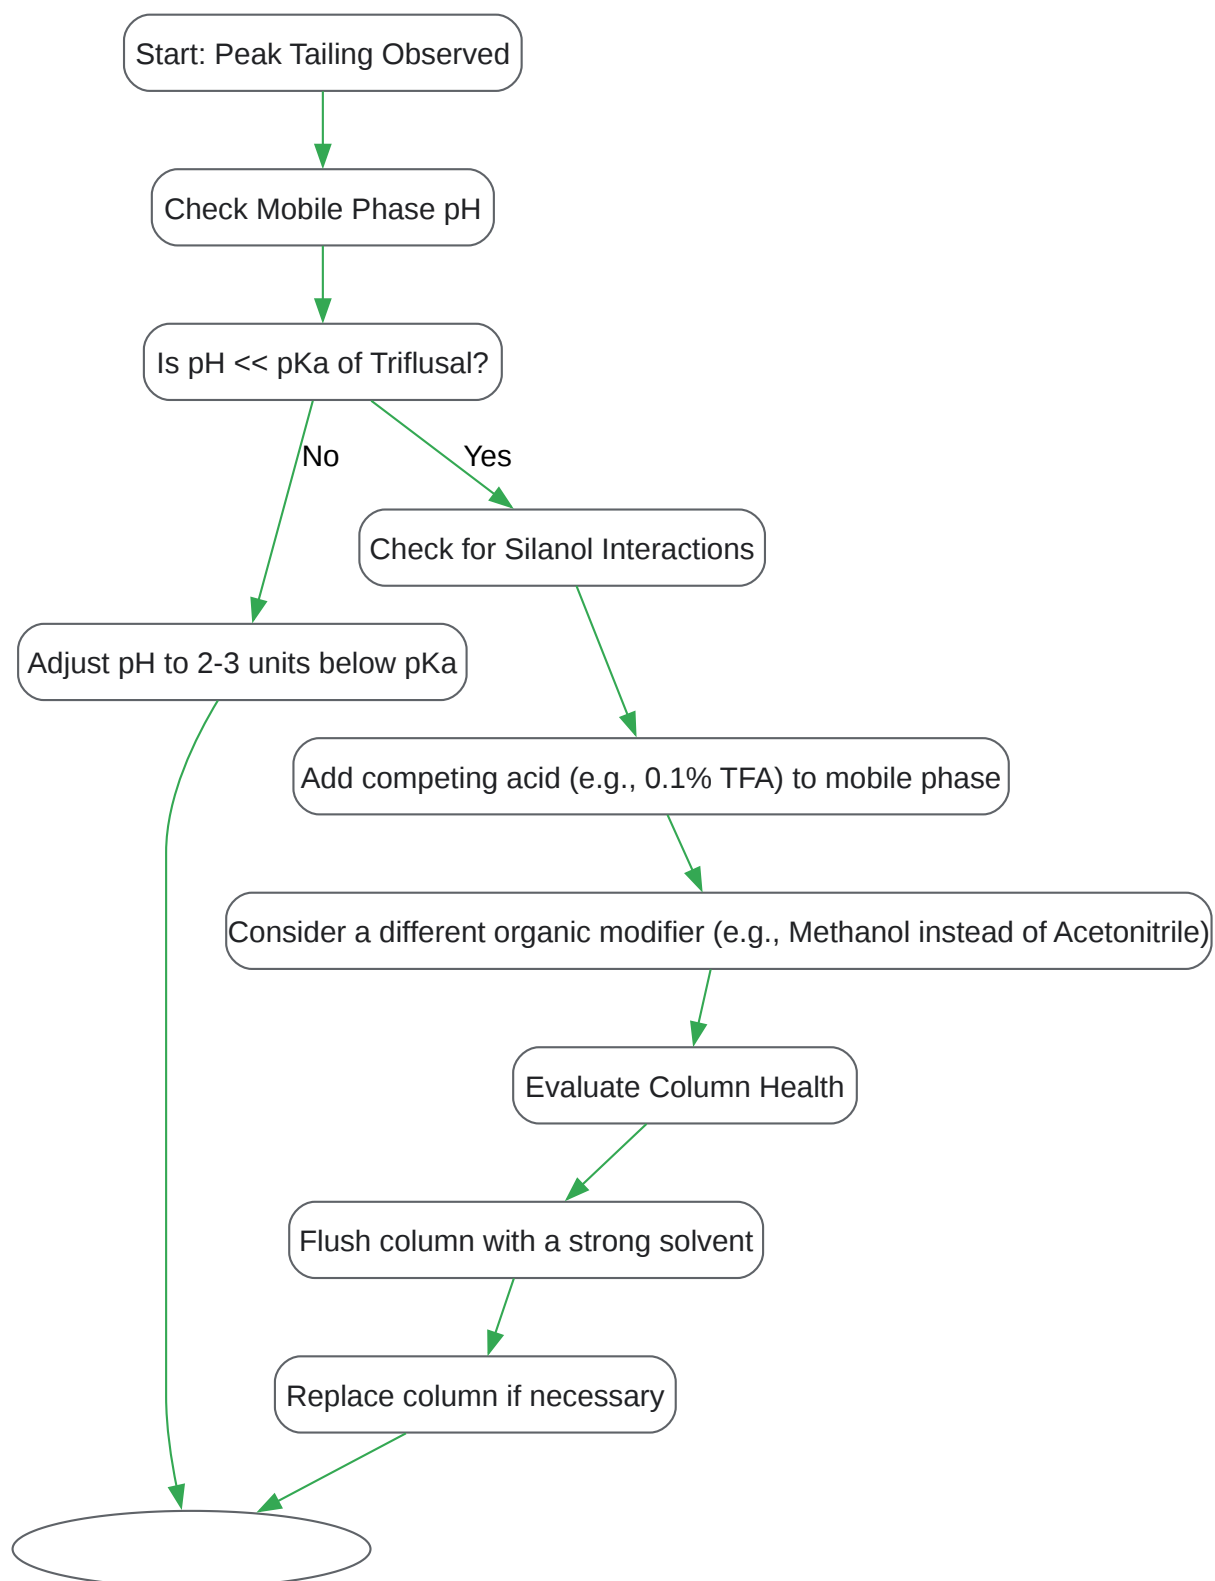 Start: Peak Tailing Observed
Check Mobile Phase pH
Is pH << pKa of Triflusal?
No
Yes
Check for Silanol Interactions
Adjust pH to 2-3 units below pKa
Add competing acid (e.g., 0.1% TFA) to mobile phase
Consider a different organic modifier (e.g., Methanol instead of Acetonitrile)
Evaluate Column Health
Flush column with a strong solvent
Replace column if necessary